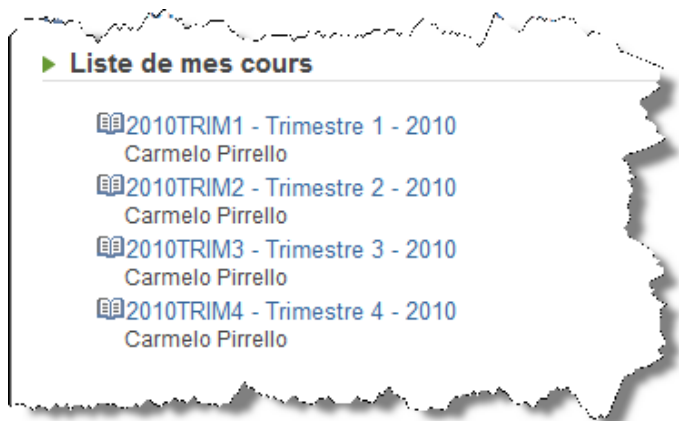 Liste de mes cours
2010TRIM1 - Trimestre 1 - 2010
Carmelo Pirrello
2010TRIM2 - Trimestre 2 - 2010
Carmelo Pirrello
2010TRIM3 - Trimestre 3 - 2010
Carmelo Pirrello
2010TRIM4 - Trimestre 4 - 2010
Carmelo Pirrello